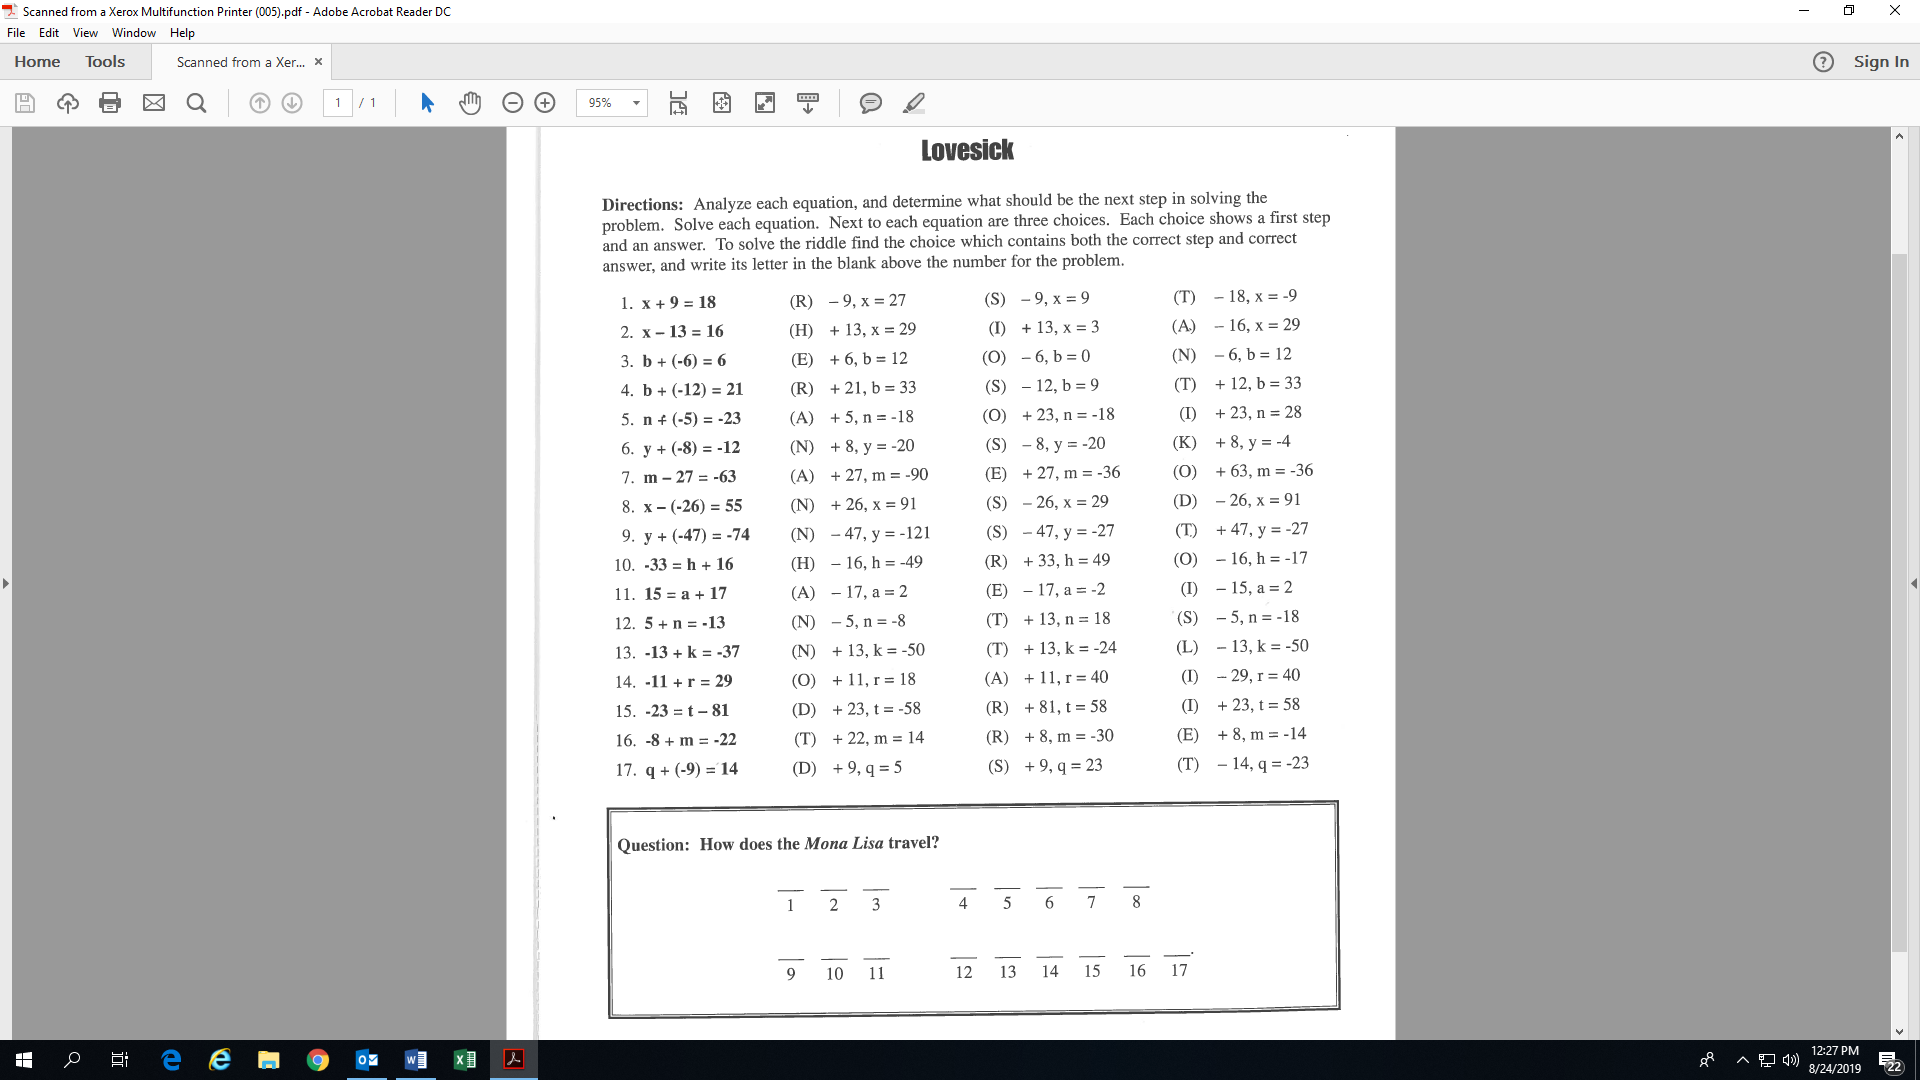 Scanned from a Xerox Multifunction Printer (005).pdf - Adobe Acrobat Reader DC
File Edit View Window Help
Home Tools Scanned from a Xer... × ? Sign In
1 / 1 95%
Lovesick
Directions: Analyze each equation, and determine what should be the next step in solving the
problem. Solve each equation. Next to each equation are three choices. Each choice shows a first step
and an answer. To solve the riddle find the choice which contains both the correct step and correct
answer, and write its letter in the blank above the number for the problem.
1. x + 9 = 18 (R) – 9, x = 27 (S) – 9, x = 9 (T) – 18, x = -9
2. x – 13 = 16 (H) + 13, x = 29 (I) + 13, x = 3 (A) – 16, x = 29
3. b + (-6) = 6 (E) + 6, b = 12 (O) – 6, b = 0 (N) – 6, b = 12
4. b + (-12) = 21 (R) + 21, b = 33 (S) – 12, b = 9 (T) + 12, b = 33
5. n + (-5) = -23 (A) + 5, n = -18 (O) + 23, n = -18 (I) + 23, n = 28
6. y + (-8) = -12 (N) + 8, y = -20 (S) – 8, y = -20 (K) + 8, y = -4
7. m – 27 = -63 (A) + 27, m = -90 (E) + 27, m = -36 (O) + 63, m = -36
8. x – (-26) = 55 (N) + 26, x = 91 (S) – 26, x = 29 (D) – 26, x = 91
9. y + (-47) = -74 (N) – 47, y = -121 (S) – 47, y = -27 (T) + 47, y = -27
10. -33 = h + 16 (H) – 16, h = -49 (R) + 33, h = 49 (O) – 16, h = -17
11. 15 = a + 17 (A) – 17, a = 2 (E) – 17, a = -2 (I) – 15, a = 2
12. 5 + n = -13 (N) – 5, n = -8 (T) + 13, n = 18 (S) – 5, n = -18
13. -13 + k = -37 (N) + 13, k = -50 (T) + 13, k = -24 (L) – 13, k = -50
14. -11 + r = 29 (O) + 11, r = 18 (A) + 11, r = 40 (I) – 29, r = 40
15. -23 = t – 81 (D) + 23, t = -58 (R) + 81, t = 58 (I) + 23, t = 58
16. -8 + m = -22 (T) + 22, m = 14 (R) + 8, m = -30 (E) + 8, m = -14
17. q + (-9) = 14 (D) + 9, q = 5 (S) + 9, q = 23 (T) – 14, q = -23
Question: How does the Mona Lisa travel?
1 2 3 4 5 6 7 8
9 10 11 12 13 14 15 16 17
12:27 PM
8/24/2019
22